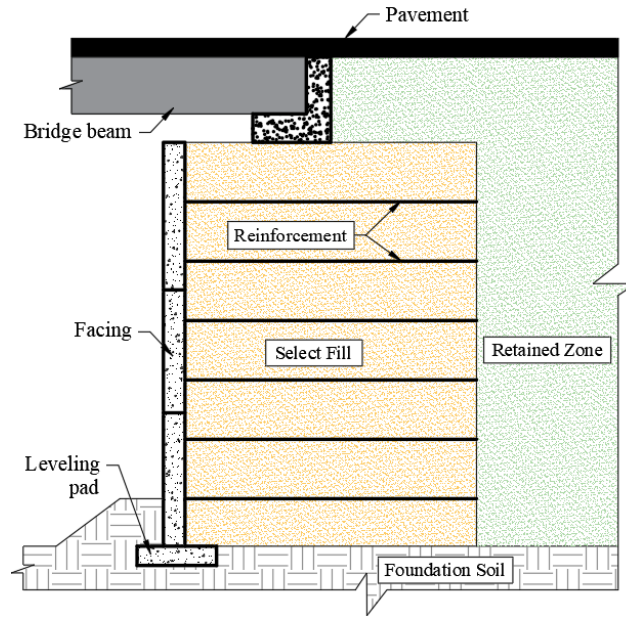 Pavement
Bridge beam
Reinforcement
Facing
Select Fill
Retained Zone
Leveling
pad
Foundation Soil